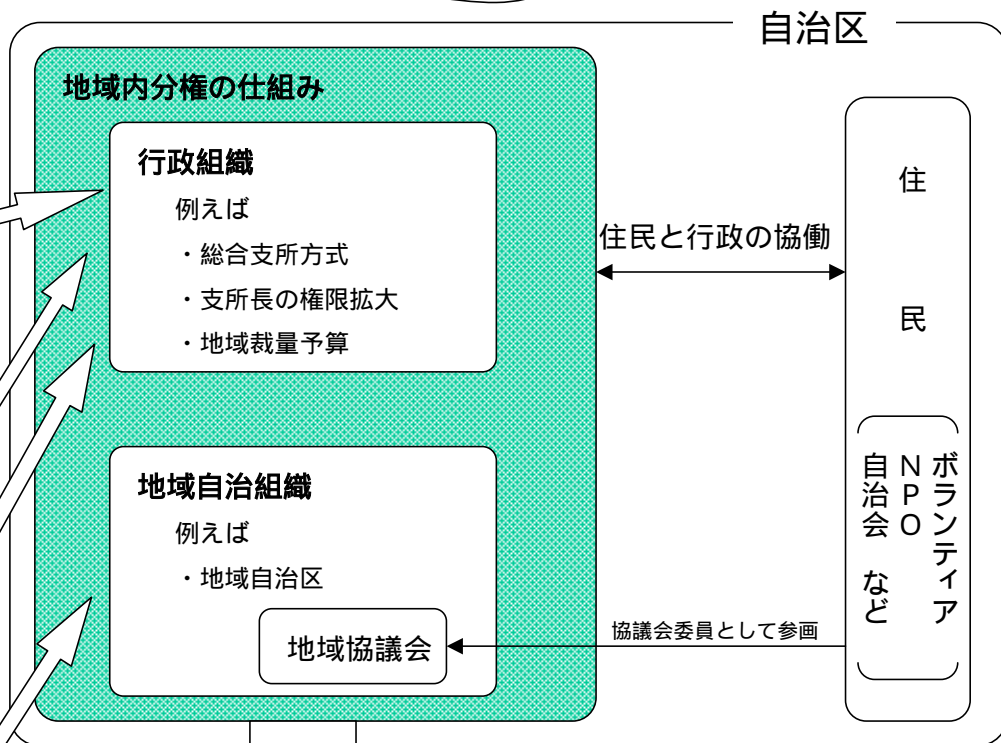 自治区
地域内分権の仕組み
行政組織
例えば
・総合支所方式
・支所長の権限拡大
・地域裁量予算
住民と行政の協働
住民
ボランティア
ＮＰＯ
自治会　など
地域自治組織
例えば
・地域自治区
地域協議会
協議会委員として参画